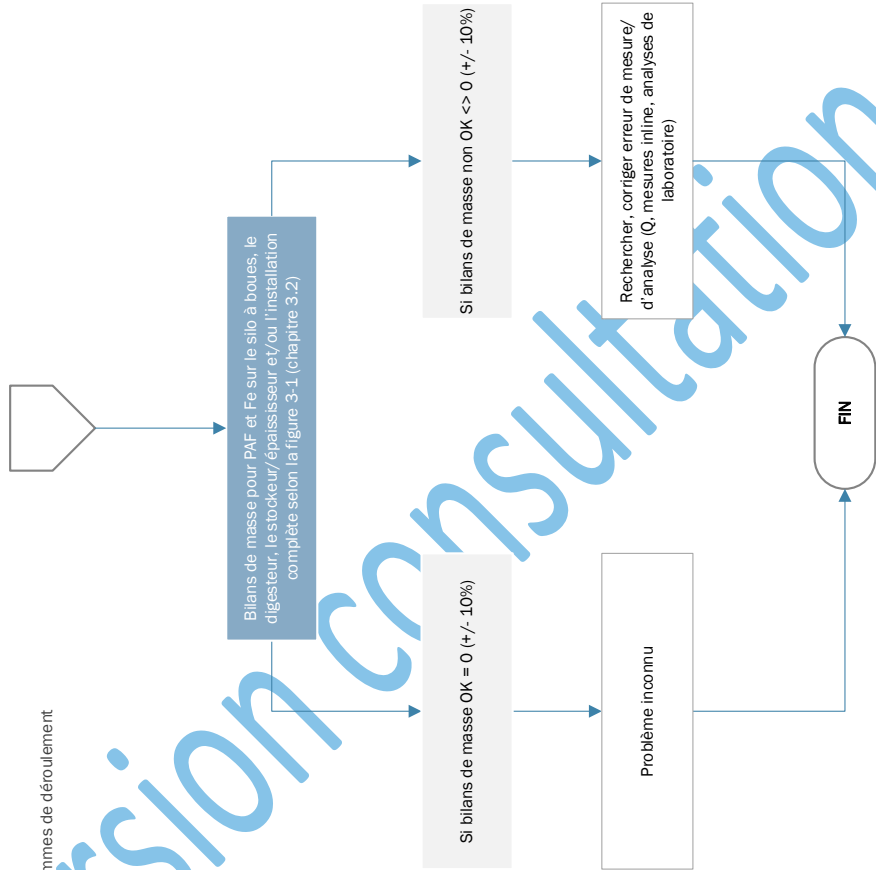 mmes de déroulement
Bilans de masse pour PAF et Fe sur le silo à boues, le
digesteur, le stockeur/épaississeur et/ou l'installation
complète selon la figure 3-1 (chapitre 3.2)
Si bilans de masse OK = 0 (+/- 10%)
Si bilans de masse non OK <> 0 (+/- 10%)
Problème inconnu
Rechercher, corriger erreur de mesure/
d'analyse (Q, mesures inline, analyses de
laboratoire)
FIN
rsion consultation